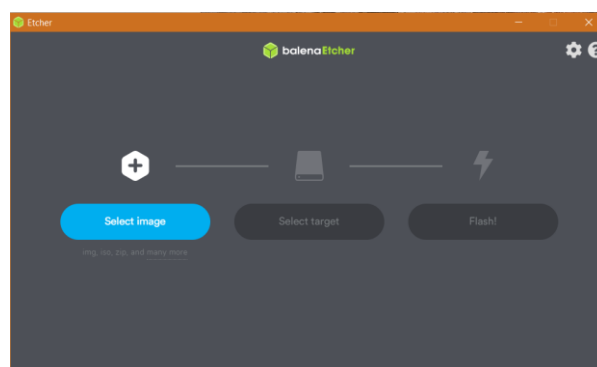 Etcher
balenaEtcher
Select image
Select target
Flash!
img, iso, zip, and many more